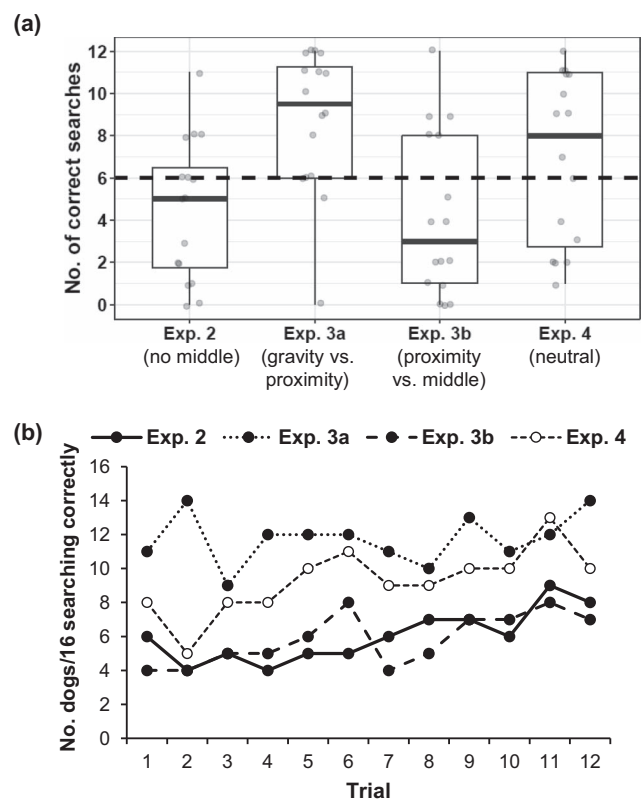 (a)
No. of correct searches
12
10
8
6
4
2
0
Exp. 2 Exp. 3a Exp. 3b Exp. 4
(no middle) (gravity vs. (proximity (neutral)
proximity) vs. middle)
(b)
Exp. 2 Exp. 3a Exp. 3b Exp. 4
No. dogs/16 searching correctly
16
14
12
10
8
6
4
2
0
1 2 3 4 5 6 7 8 9 10 11 12
Trial